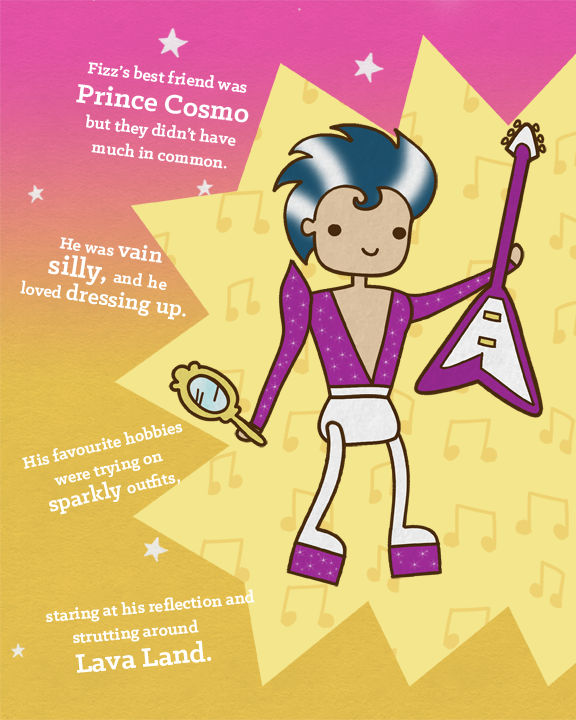 Fizz's best friend was
Prince Cosmo
but they didn't have
much in common.
He was vain
silly, and he
loved dressing up.
His favourite hobbies
were trying on
sparkly outfits,
staring at his reflection and
strutting around
Lava Land.